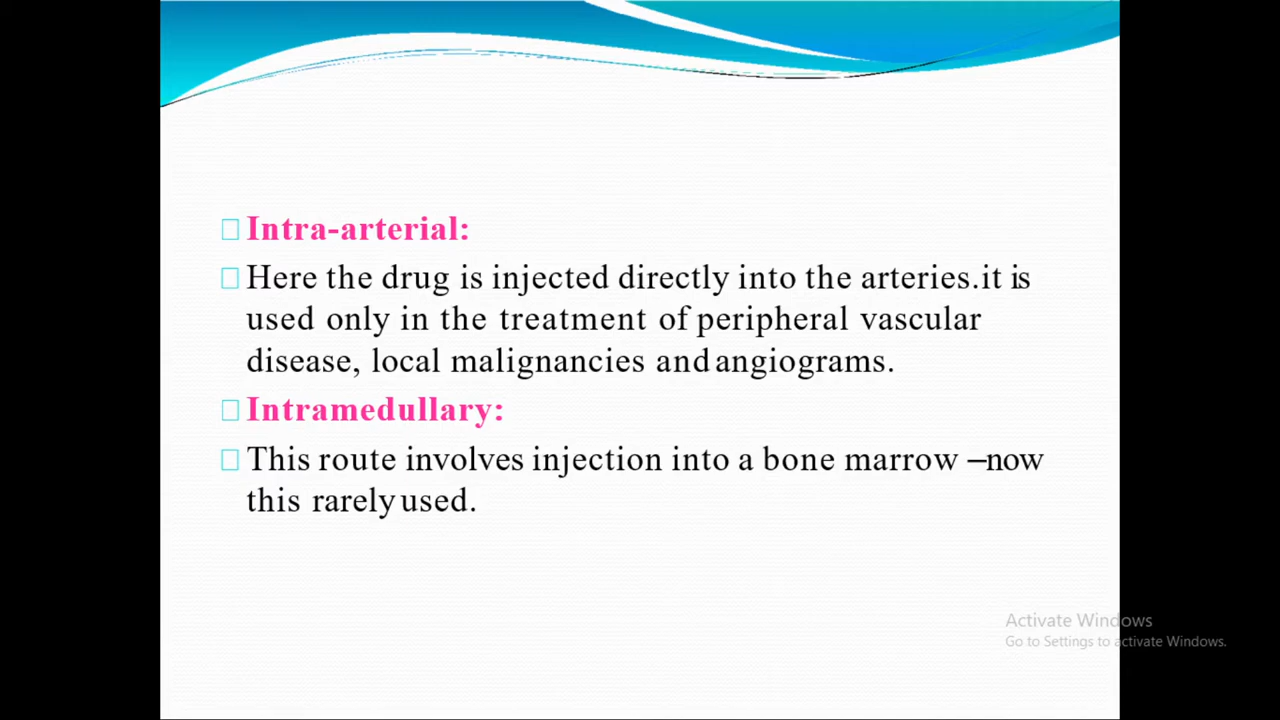 Intra-arterial:
Here the drug is injected directly into the arteries.it is
used only in the treatment of peripheral vascular
disease, local malignancies and angiograms.
Intramedullary:
This route involves injection into a bone marrow –now
this rarely used.
Activate Windows
Go to Settings to activate Windows.